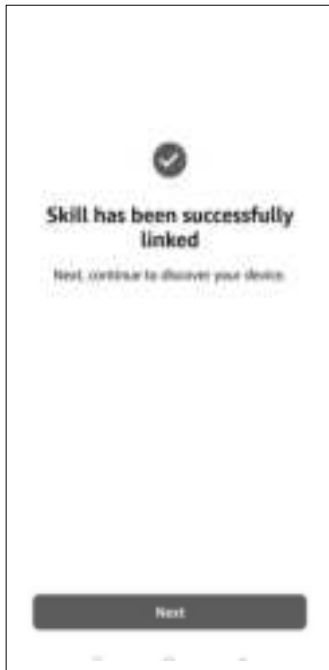 Skill has been successfully
linked
Next, continue to discover your device.
Next